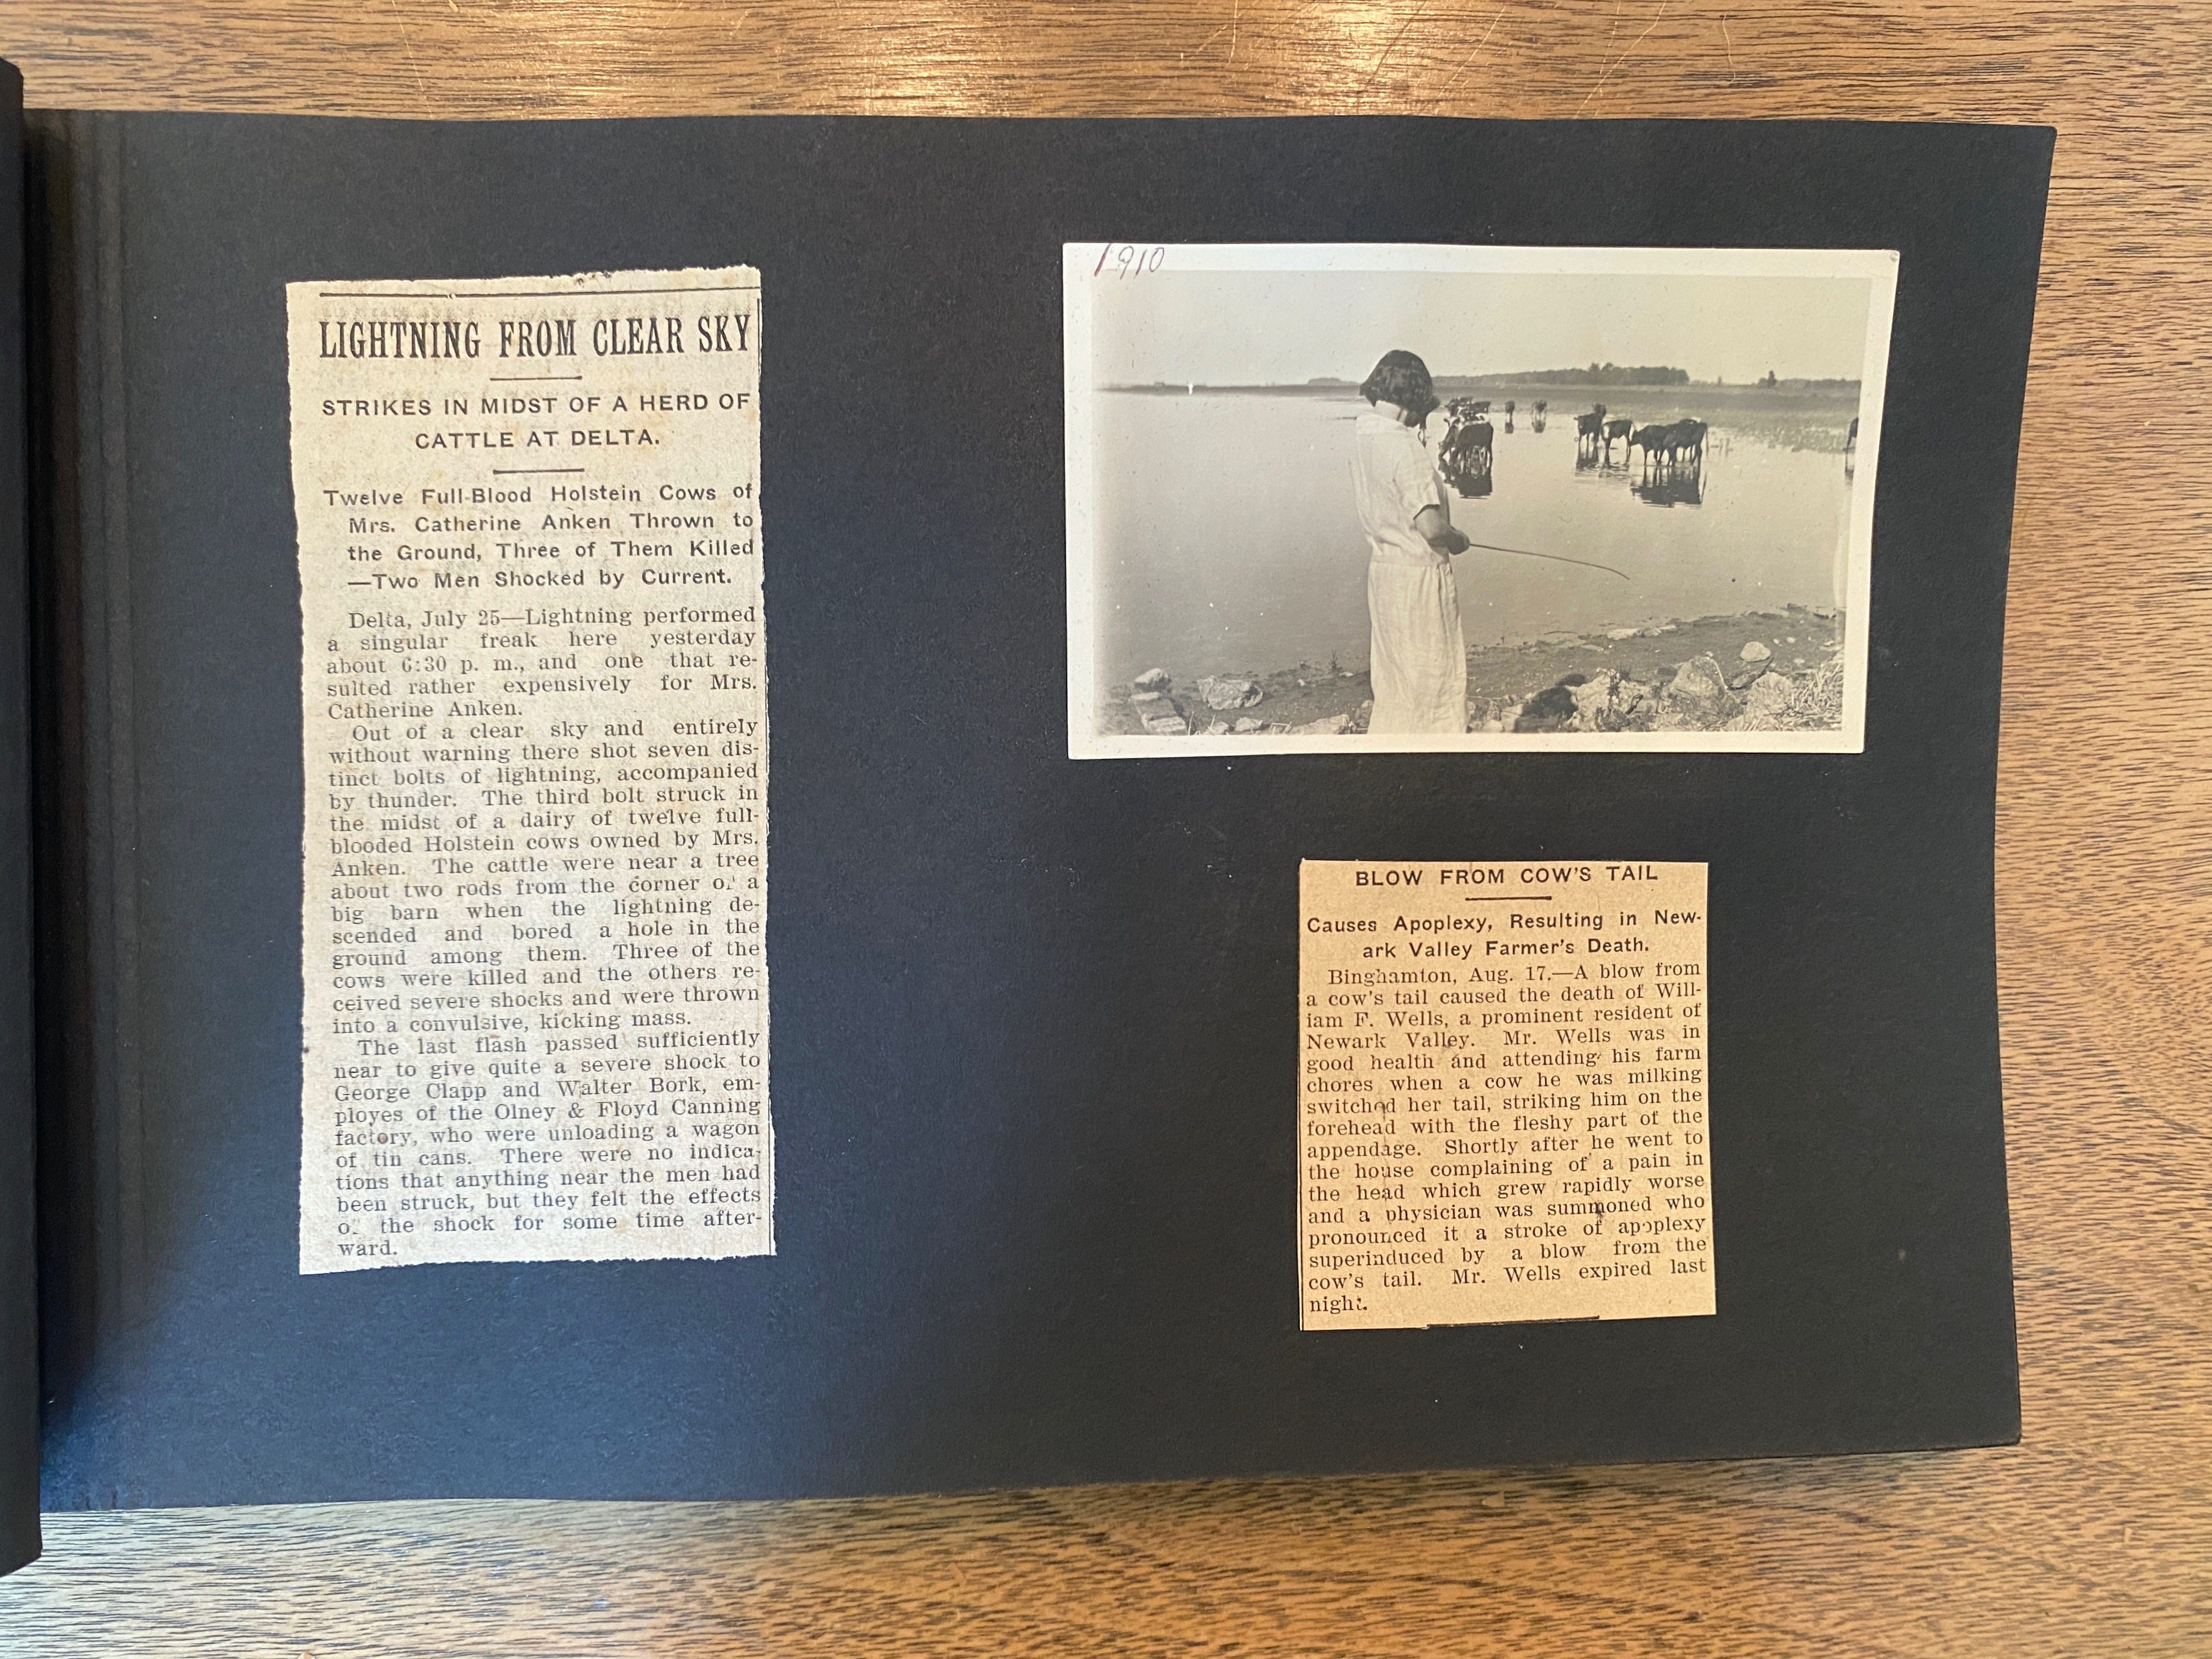 LIGHTNING FROM CLEAR SKY
STRIKES IN MIDST OF A HERD OF
CATTLE AT DELTA.
Twelve Full-Blood Holstein Cows of
Mrs. Catherine Anken Thrown to
the Ground, Three of Them Killed
—Two Men Shocked by Current.
Delta, July 25—Lightning performed
a singular freak here yesterday
about 6:30 p. m., and one that re-
sulted rather expensively for Mrs.
Catherine Anken.
Out of a clear sky and entirely
without warning there shot seven dis-
tinct bolts of lightning, accompanied
by thunder. The third bolt struck in
the midst of a dairy of twelve full-
blooded Holstein cows owned by Mrs.
Anken. The cattle were near a tree
about two rods from the corner of a
big barn when the lightning de-
scended and bored a hole in the
ground among them. Three of the
cows were killed and the others re-
ceived severe shocks and were thrown
into a convulsive, kicking mass.
The last flash passed sufficiently
near to give quite a severe shock to
George Clapp and Walter Bork, em-
ployes of the Olney & Floyd Canning
factory, who were unloading a wagon
of tin cans. There were no indica-
tions that anything near the men had
been struck, but they felt the effects
of the shock for some time after-
ward.
1910
BLOW FROM COW'S TAIL
Causes Apoplexy, Resulting in New-
ark Valley Farmer's Death.
Binghamton, Aug. 17.—A blow from
a cow's tail caused the death of Will-
iam F. Wells, a prominent resident of
Newark Valley. Mr. Wells was in
good health and attending his farm
chores when a cow he was milking
switched her tail, striking him on the
forehead with the fleshy part of the
appendage. Shortly after he went to
the house complaining of a pain in
the head which grew rapidly worse
and a physician was summoned who
pronounced it a stroke of apoplexy
superinduced by a blow from the
cow's tail. Mr. Wells expired last
night.